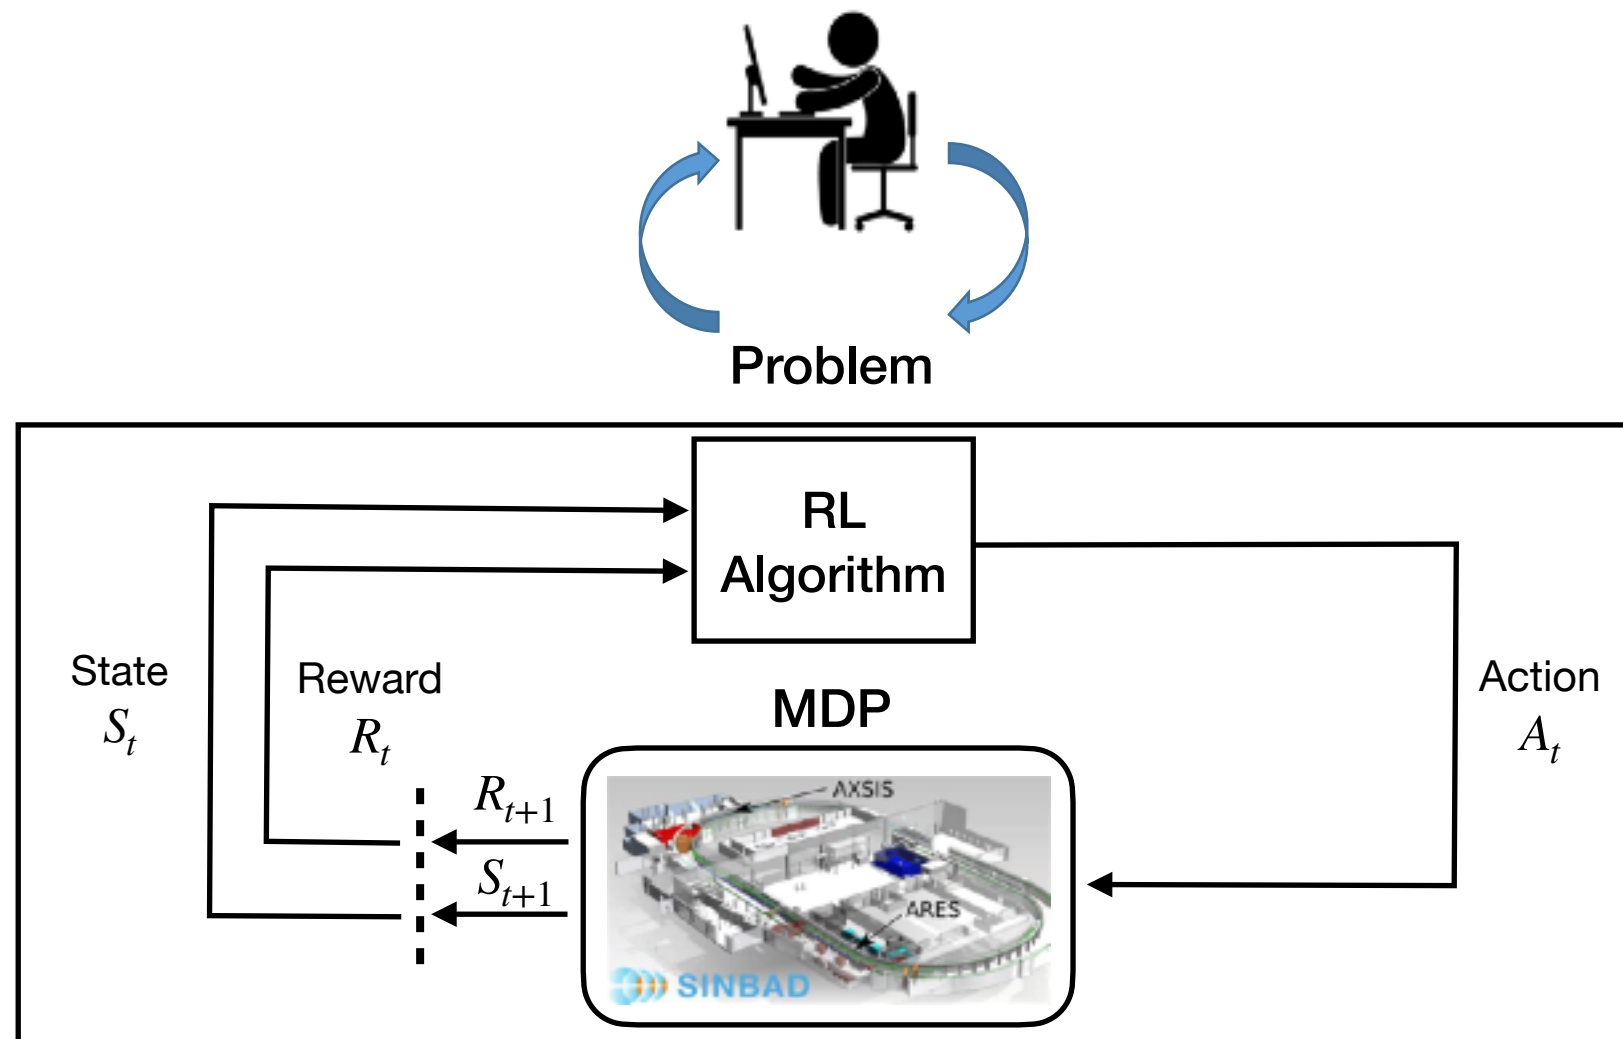 Problem
RL
Algorithm
State
S_t
Reward
R_t
MDP
Action
A_t
R_{t+1}
S_{t+1}
AXSIS
ARES
SINBAD